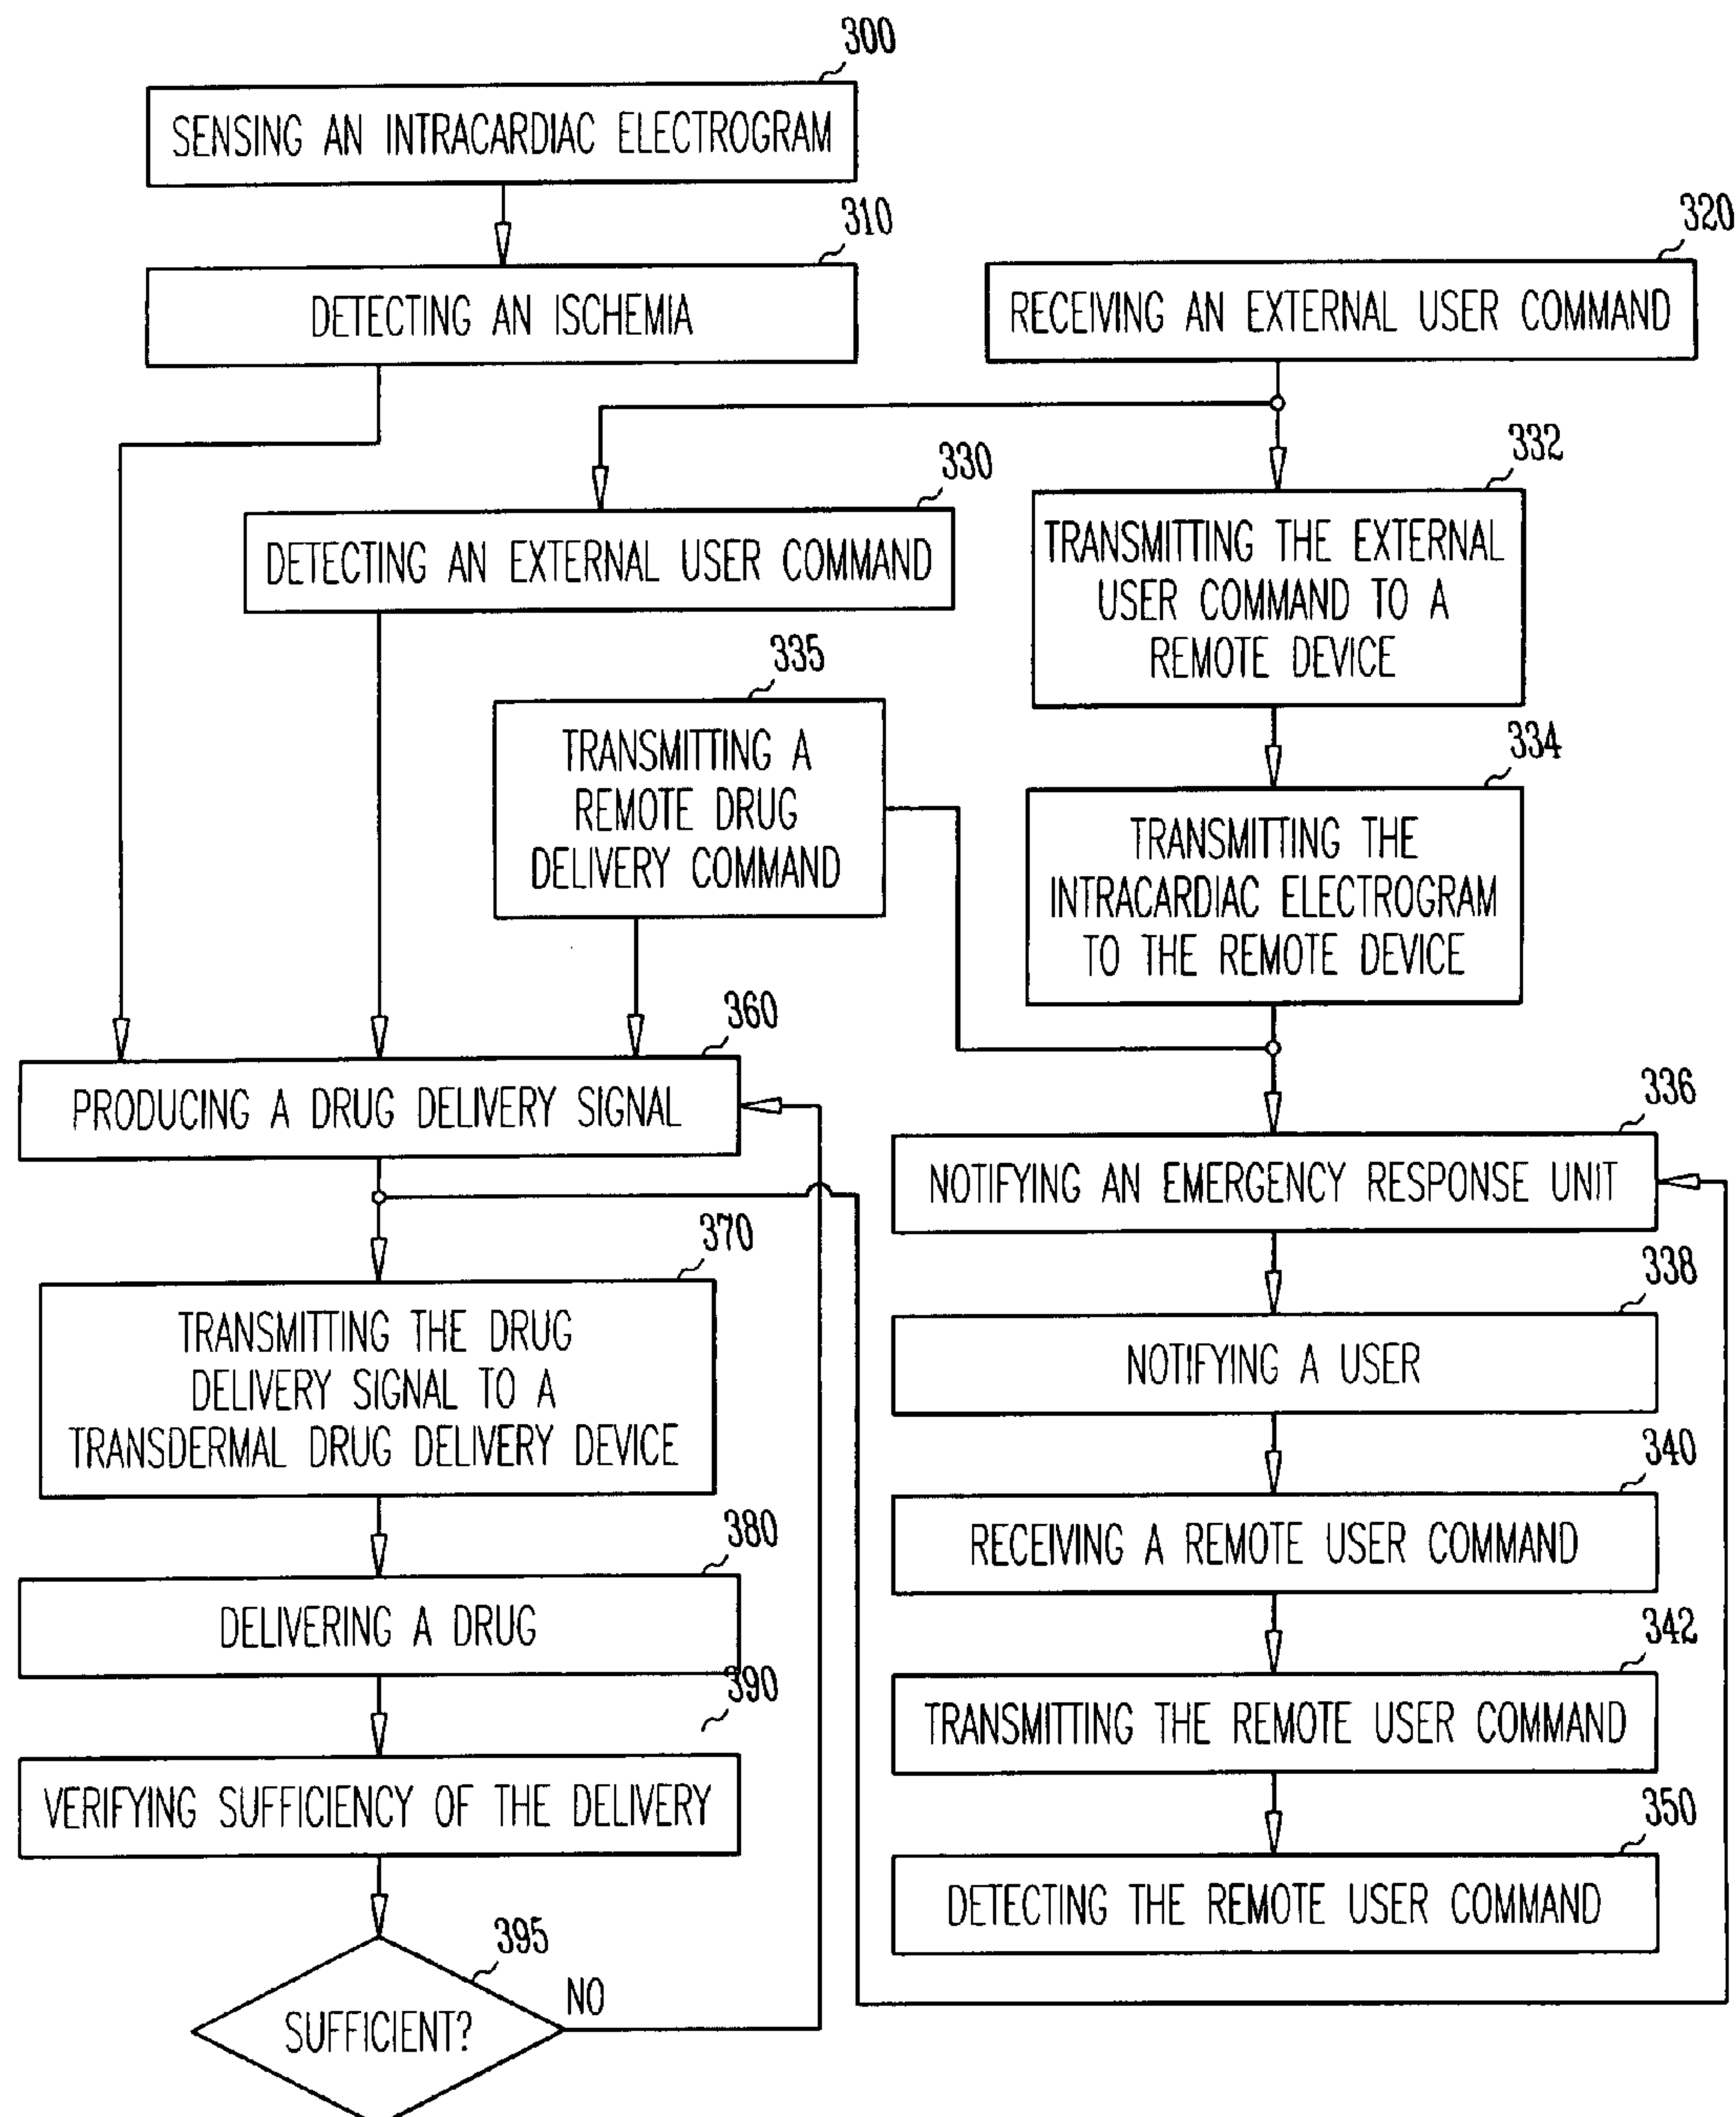 300
SENSING AN INTRACARDIAC ELECTROGRAM
310
DETECTING AN ISCHEMIA
320
RECEIVING AN EXTERNAL USER COMMAND
330
DETECTING AN EXTERNAL USER COMMAND
332
TRANSMITTING THE EXTERNAL
USER COMMAND TO A
REMOTE DEVICE
335
TRANSMITTING A
REMOTE DRUG
DELIVERY COMMAND
334
TRANSMITTING THE
INTRACARDIAC ELECTROGRAM
TO THE REMOTE DEVICE
360
PRODUCING A DRUG DELIVERY SIGNAL
336
NOTIFYING AN EMERGENCY RESPONSE UNIT
370
TRANSMITTING THE DRUG
DELIVERY SIGNAL TO A
TRANSDERMAL DRUG DELIVERY DEVICE
338
NOTIFYING A USER
340
RECEIVING A REMOTE USER COMMAND
380
DELIVERING A DRUG
342
TRANSMITTING THE REMOTE USER COMMAND
390
VERIFYING SUFFICIENCY OF THE DELIVERY
350
DETECTING THE REMOTE USER COMMAND
395
SUFFICIENT?
NO